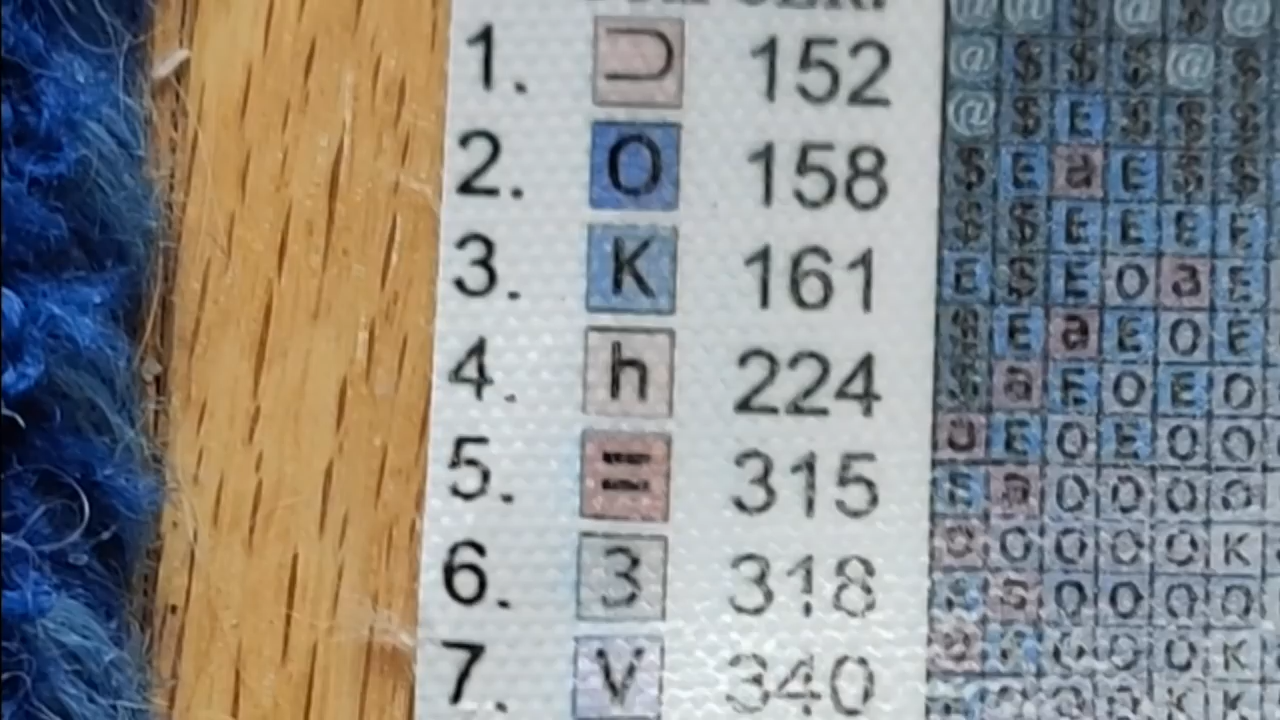 1. ⊃ 152
2. O 158
3. K 161
4. h 224
5. = 315
6. 3 318
7. V 340
@ @ $ @ $ @
@ $ $ $ @ $
@ $ E $ $ $
$ E a E $ $
$ $ E E E E
E $ E O a E
$ E a E O E
$ a E O E O
a E O E O O
a O O O O
O O O O K
O O O O
O O K